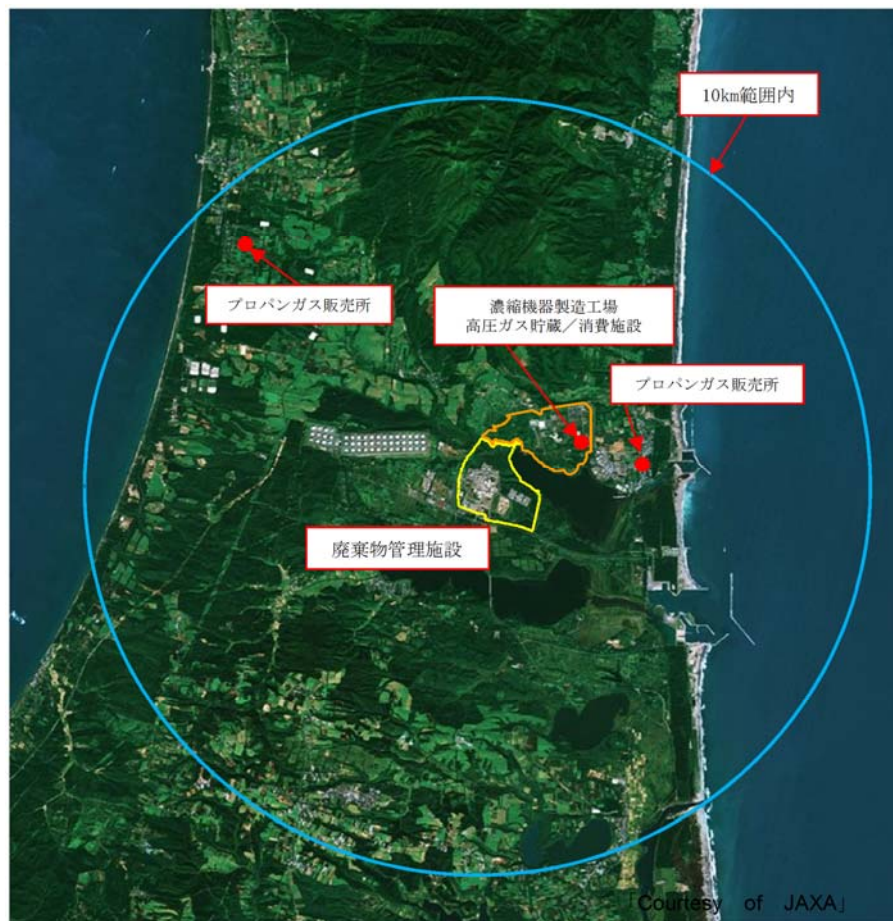 10km範囲内
プロパンガス販売所
濃縮機器製造工場
高圧ガス貯蔵／消費施設
プロパンガス販売所
廃棄物管理施設
「Courtesy of JAXA」